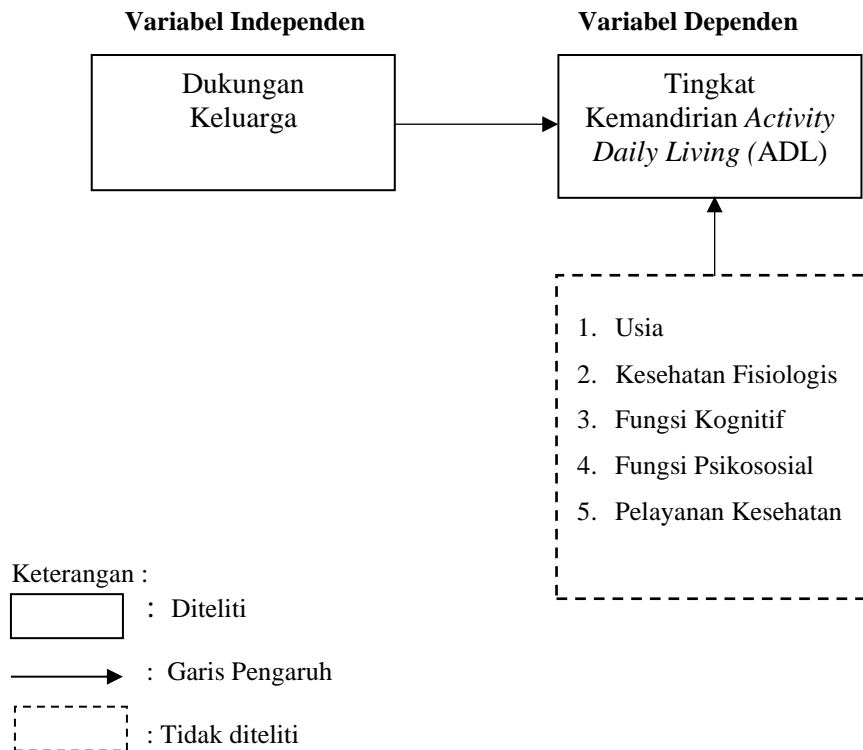 Variabel Independen
Variabel Dependen
Dukungan
Keluarga
Tingkat
Kemandirian Activity
Daily Living (ADL)
1. Usia
2. Kesehatan Fisiologis
3. Fungsi Kognitif
4. Fungsi Psikososial
5. Pelayanan Kesehatan
Keterangan :
: Diteliti
: Garis Pengaruh
: Tidak diteliti